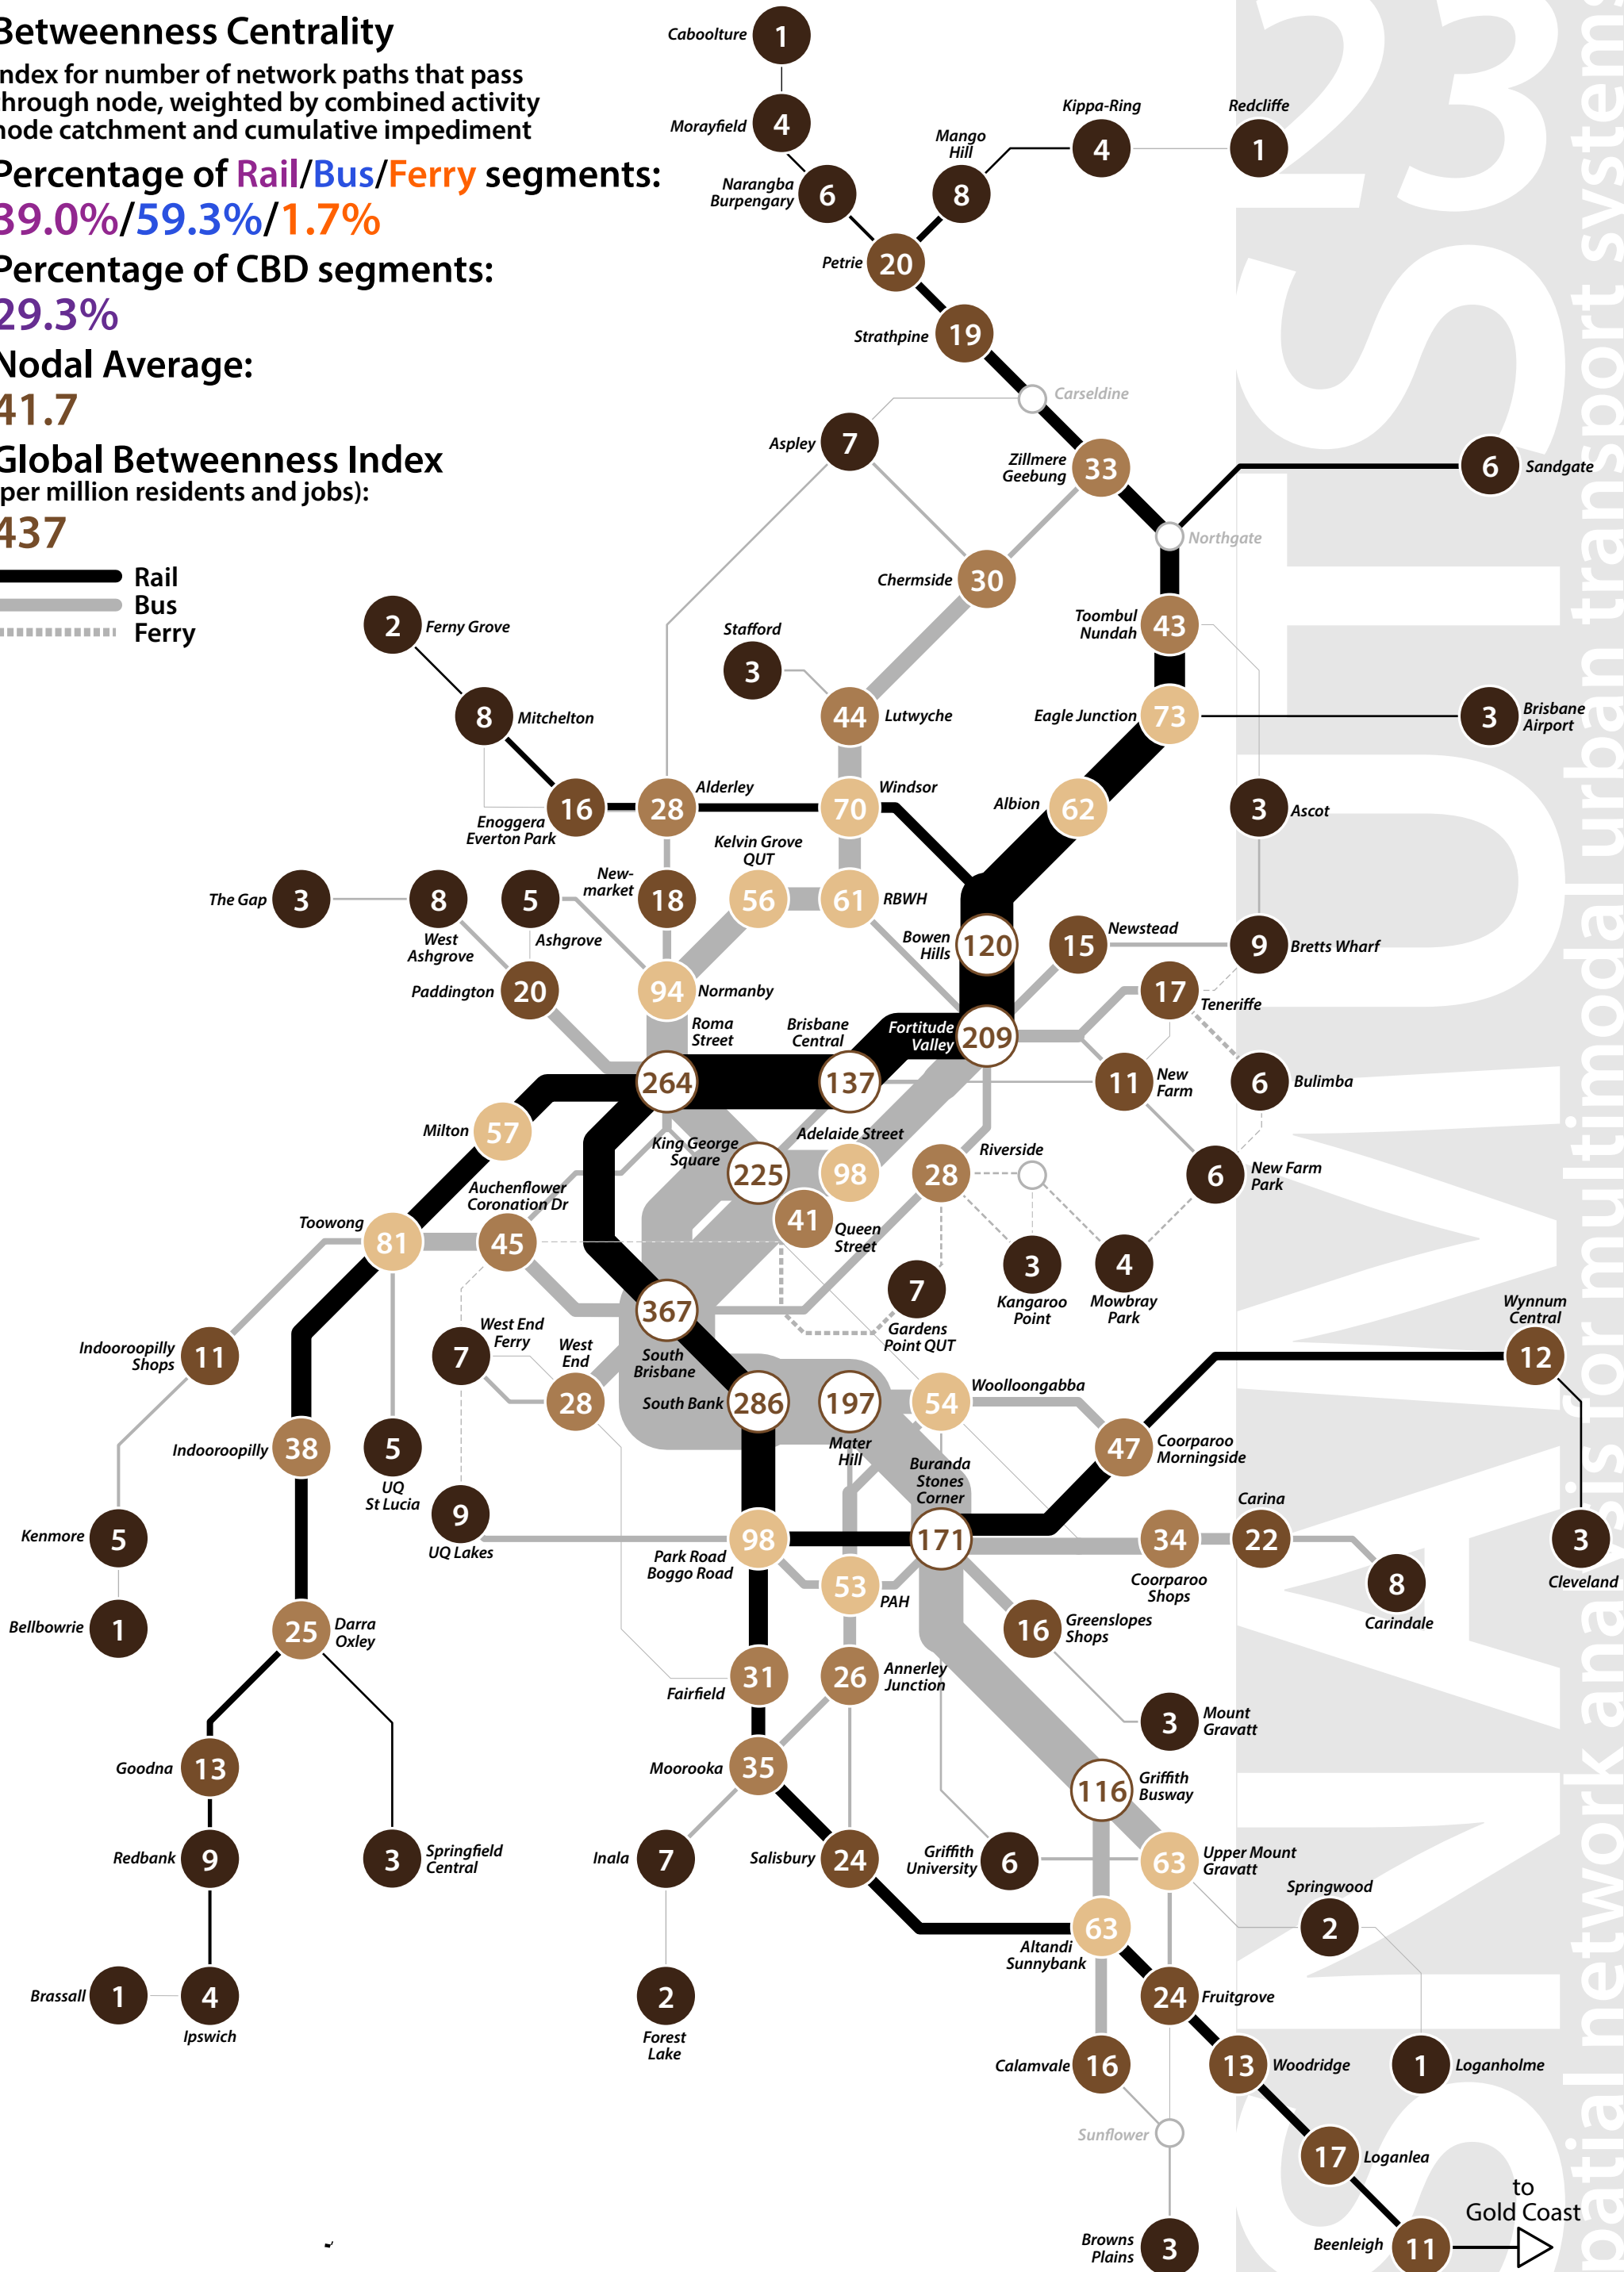 Betweenness Centrality
index for number of network paths that pass
through node, weighted by combined activity
node catchment and cumulative impediment
Percentage of Rail/Bus/Ferry segments:
39.0%/59.3%/1.7%
Percentage of CBD segments:
29.3%
Nodal Average:
41.7
Global Betweenness Index
(per million residents and jobs):
437
Rail
Bus
Ferry
Caboolture
1
Morayfield
4
Narangba
Burpengary
6
Mango
Hill
8
Kippa-Ring
4
Redcliffe
1
Petrie
20
Strathpine
19
Carseldine
Aspley
7
Zillmere
Geebung
33
Sandgate
6
Northgate
Chermside
30
Toombul
Nundah
43
Ferny Grove
2
Stafford
3
Mitchelton
8
Lutwyche
44
Eagle Junction
73
Brisbane
Airport
3
Enoggera
Everton Park
16
Alderley
28
Windsor
70
Albion
62
Ascot
3
The Gap
3
West
Ashgrove
8
Ashgrove
5
New-
market
18
Kelvin Grove
QUT
56
RBWH
61
Bowen
Hills
120
Newstead
15
Bretts Wharf
9
Paddington
20
Normanby
94
Teneriffe
17
Roma
Street
264
Brisbane
Central
137
Fortitude
Valley
209
New
Farm
11
Bulimba
6
Milton
57
King George
Square
225
Adelaide Street
98
Riverside
28
New Farm
Park
6
Queen
Street
41
Toowong
81
Auchenflower
Coronation Dr
45
Gardens
Point QUT
7
Kangaroo
Point
3
Mowbray
Park
4
South
Brisbane
367
Indooroopilly
Shops
11
West End
Ferry
7
West
End
28
South Bank
286
Mater
Hill
197
Woolloongabba
54
Wynnum
Central
12
Indooroopilly
38
UQ
St Lucia
5
Coorparoo
Morningside
47
Kenmore
5
UQ Lakes
9
Park Road
Boggo Road
98
Buranda
Stones
Corner
171
Coorparoo
Shops
34
Carina
22
Carindale
8
Cleveland
3
PAH
53
Bellbowrie
1
Darra
Oxley
25
Greenslopes
Shops
16
Fairfield
31
Annerley
Junction
26
Mount
Gravatt
3
Goodna
13
Moorooka
35
Griffith
Busway
116
Redbank
9
Springfield
Central
3
Inala
7
Salisbury
24
Griffith
University
6
Upper Mount
Gravatt
63
Springwood
2
Altandi
Sunnybank
63
Brassall
1
Ipswich
4
Forest
Lake
2
Fruitgrove
24
Calamvale
16
Woodridge
13
Loganholme
1
Sunflower
Loganlea
17
Browns
Plains
3
Beenleigh
11
to
Gold Coast
SNAMUTS 23
spatial network analysis for multimodal urban transport systems